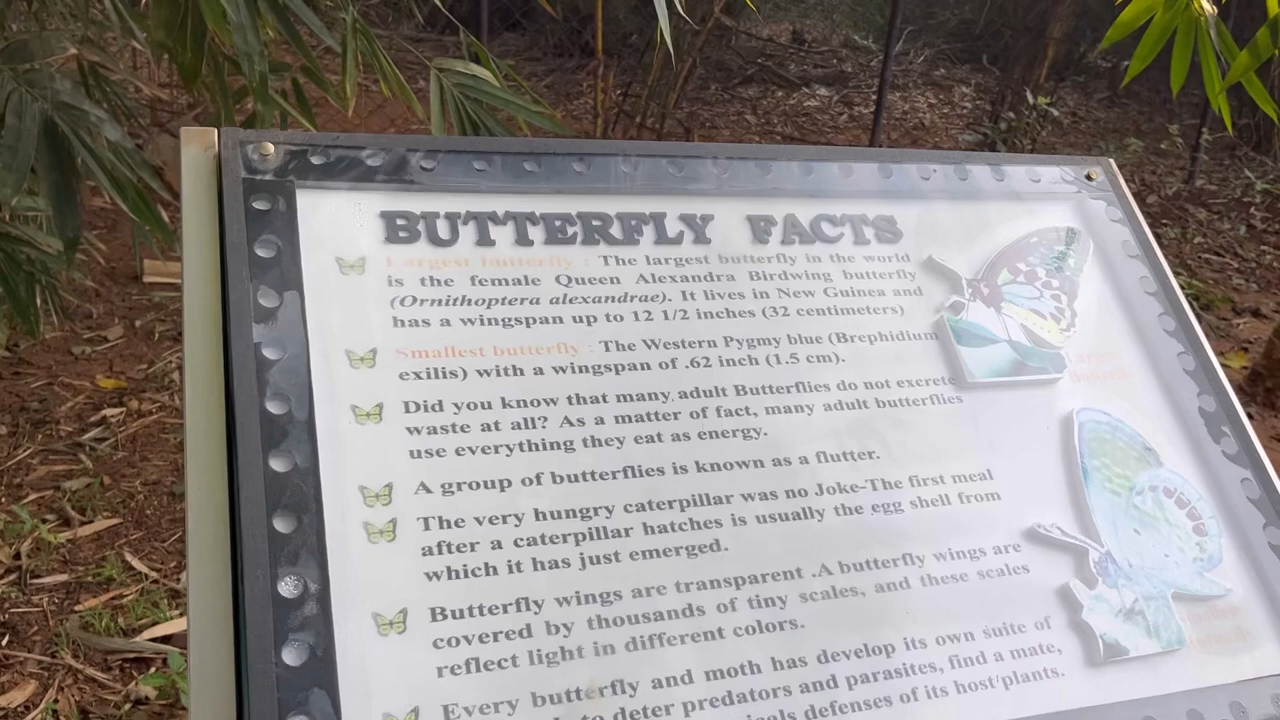 BUTTERFLY FACTS
Largest butterfly : The largest butterfly in the world
is the female Queen Alexandra Birdwing butterfly
(Ornithoptera alexandrae). It lives in New Guinea and
has a wingspan up to 12 1/2 inches (32 centimeters)
Smallest butterfly : The Western Pygmy blue (Brephidium
exilis) with a wingspan of .62 inch (1.5 cm).
Did you know that many adult Butterflies do not excrete
waste at all? As a matter of fact, many adult butterflies
use everything they eat as energy.
A group of butterflies is known as a flutter.
The very hungry caterpillar was no Joke-The first meal
after a caterpillar hatches is usually the egg shell from
which it has just emerged.
Butterfly wings are transparent .A butterfly wings are
covered by thousands of tiny scales, and these scales
reflect light in different colors.
Every butterfly and moth has develop its own suite of
to deter predators and parasites, find a mate,
defenses of its host plants.